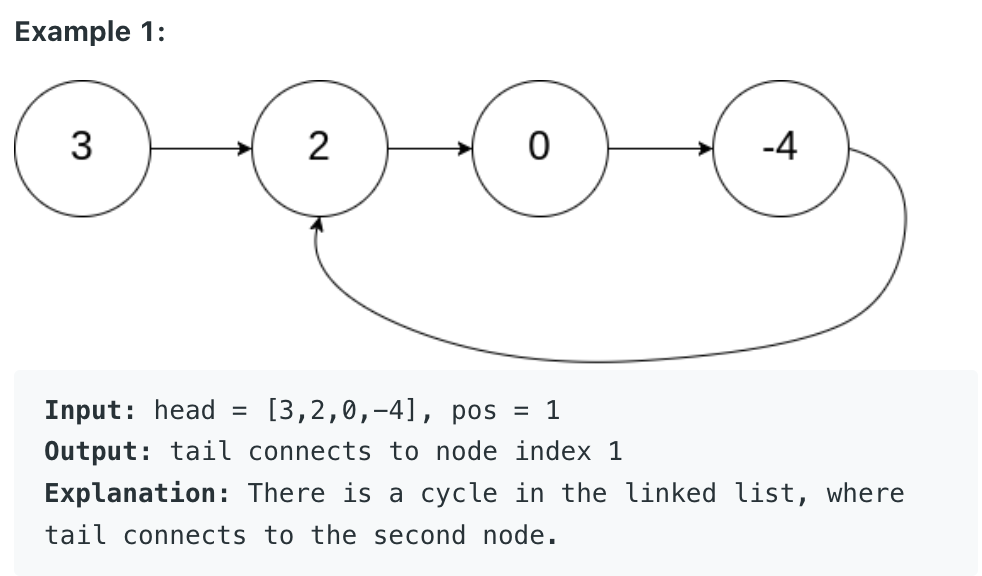 Example 1:
3 2 0 -4
Input: head = [3,2,0,-4], pos = 1
Output: tail connects to node index 1
Explanation: There is a cycle in the linked list, where
tail connects to the second node.